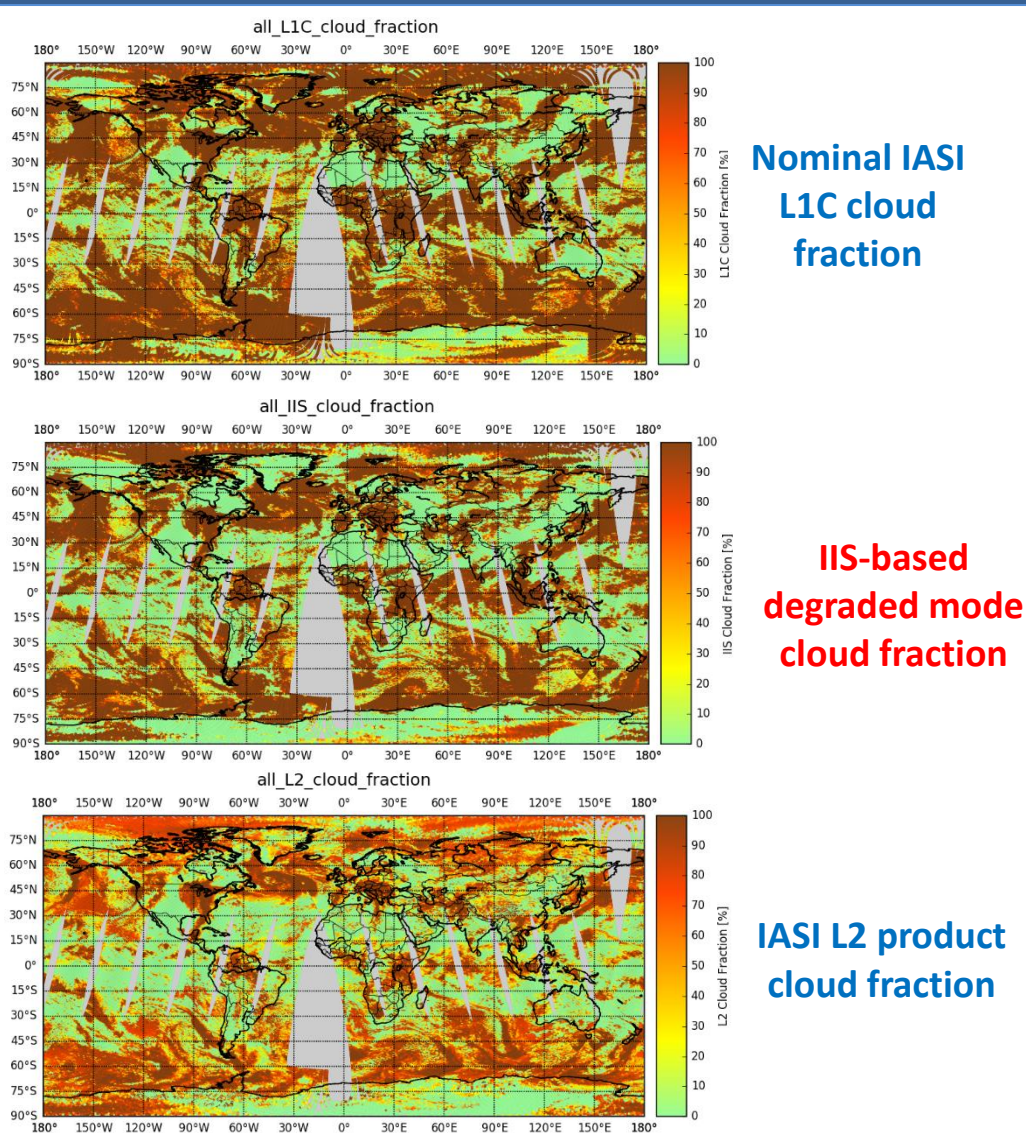 all_L1C_cloud_fraction
180° 150°W 120°W 90°W 60°W 30°W 0° 30°E 60°E 90°E 120°E 150°E 180°
75°N
60°N
45°N
30°N
15°N
0°
15°S
30°S
45°S
60°S
75°S
90°S
180° 150°W 120°W 90°W 60°W 30°W 0° 30°E 60°E 90°E 120°E 150°E 180°
100
90
80
70
60
50
40
30
20
10
0
L1C Cloud Fraction [%]
Nominal IASI
L1C cloud
fraction
all_IIS_cloud_fraction
180° 150°W 120°W 90°W 60°W 30°W 0° 30°E 60°E 90°E 120°E 150°E 180°
75°N
60°N
45°N
30°N
15°N
0°
15°S
30°S
45°S
60°S
75°S
90°S
180° 150°W 120°W 90°W 60°W 30°W 0° 30°E 60°E 90°E 120°E 150°E 180°
100
90
80
70
60
50
40
30
20
10
0
IIS Cloud Fraction [%]
IIS-based
degraded mode
cloud fraction
all_L2_cloud_fraction
180° 150°W 120°W 90°W 60°W 30°W 0° 30°E 60°E 90°E 120°E 150°E 180°
75°N
60°N
45°N
30°N
15°N
0°
15°S
30°S
45°S
60°S
75°S
90°S
180° 150°W 120°W 90°W 60°W 30°W 0° 30°E 60°E 90°E 120°E 150°E 180°
100
90
80
70
60
50
40
30
20
10
0
L2 Cloud Fraction [%]
IASI L2 product
cloud fraction